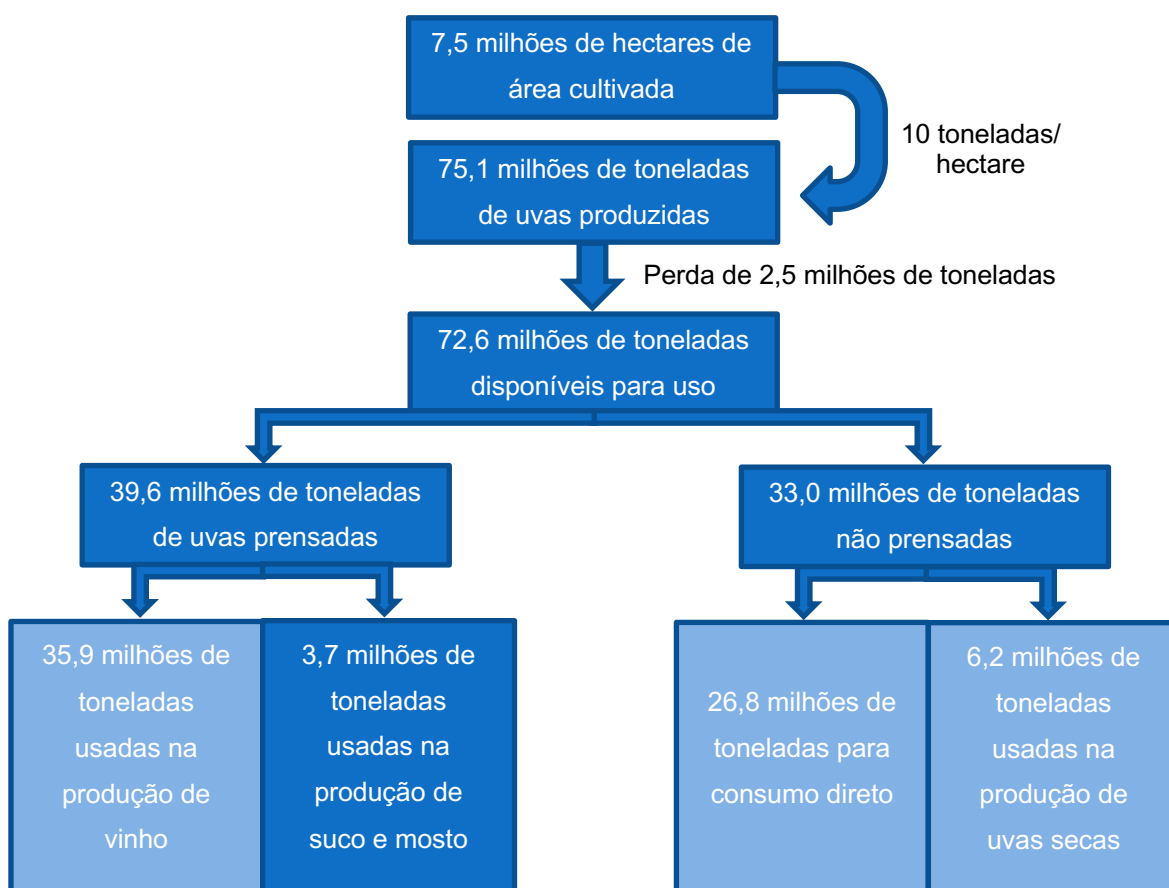 7,5 milhões de hectares de
área cultivada
10 toneladas/
hectare
75,1 milhões de toneladas
de uvas produzidas
Perda de 2,5 milhões de toneladas
72,6 milhões de toneladas
disponíveis para uso
39,6 milhões de toneladas
de uvas prensadas
33,0 milhões de toneladas
não prensadas
35,9 milhões de
toneladas
usadas na
produção de
vinho
3,7 milhões de
toneladas
usadas na
produção de
suco e mosto
26,8 milhões de
toneladas para
consumo direto
6,2 milhões de
toneladas
usadas na
produção de
uvas secas